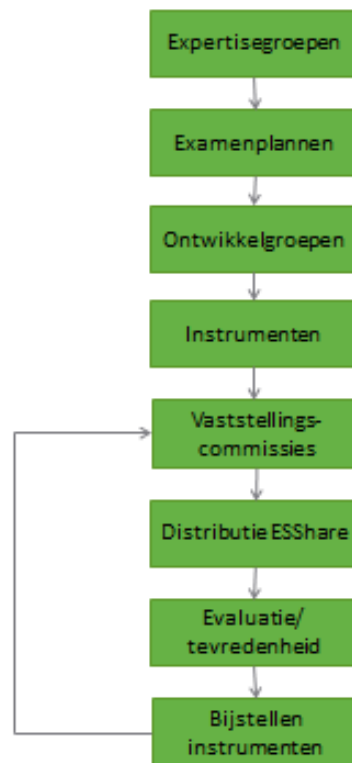 Expertisegroepen
Examenplannen
Ontwikkelgroepen
Instrumenten
Vaststellings-
commissies
Distributie ESShare
Evaluatie/
tevredenheid
Bijstellen
instrumenten